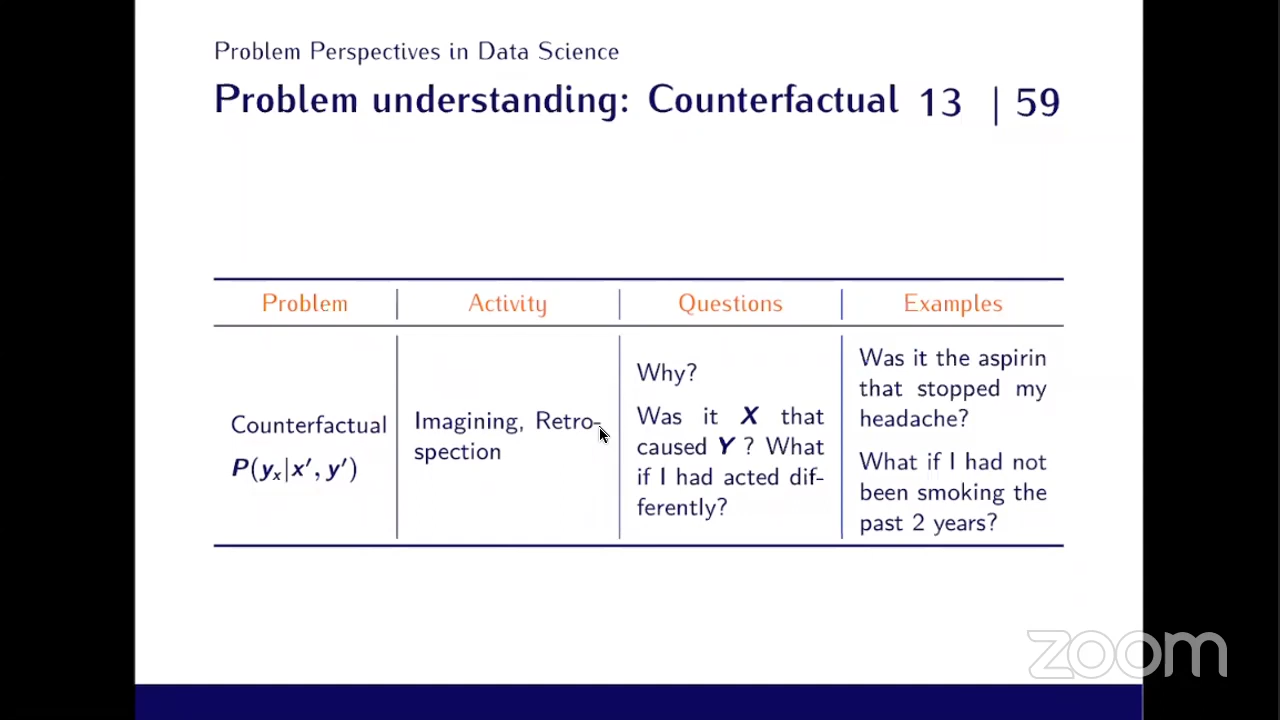 Problem Perspectives in Data Science
Problem understanding: Counterfactual 13 | 59
Problem
Activity
Questions
Examples
Counterfactual
P(yₓ|x′, y′)
Imagining, Retro-
spection
Why?
Was it X that
caused Y ? What
if I had acted dif-
ferently?
Was it the aspirin
that stopped my
headache?
What if I had not
been smoking the
past 2 years?
zoom